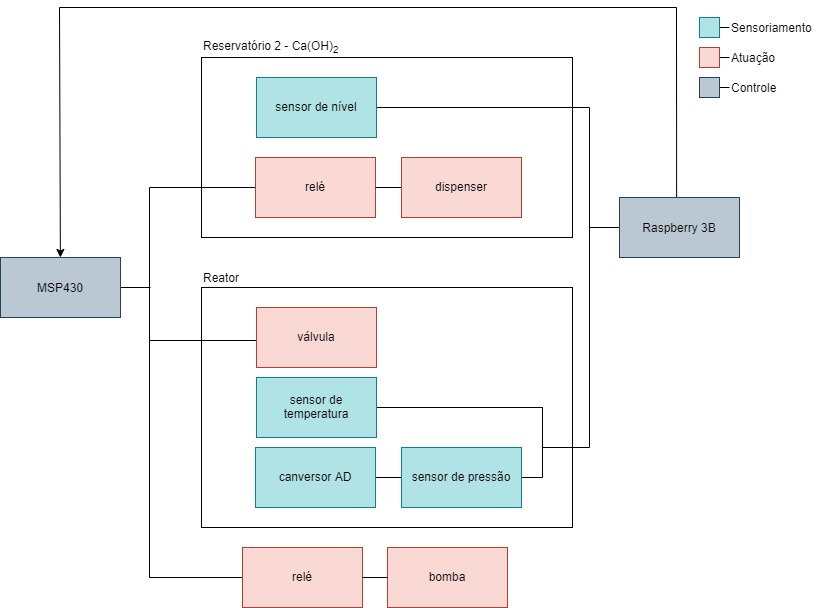 Sensoriamento
Atuação
Controle
Reservatório 2 - Ca(OH)₂
sensor de nível
relé
dispenser
Raspberry 3B
MSP430
Reator
válvula
sensor de
temperatura
canversor AD
sensor de pressão
relé
bomba